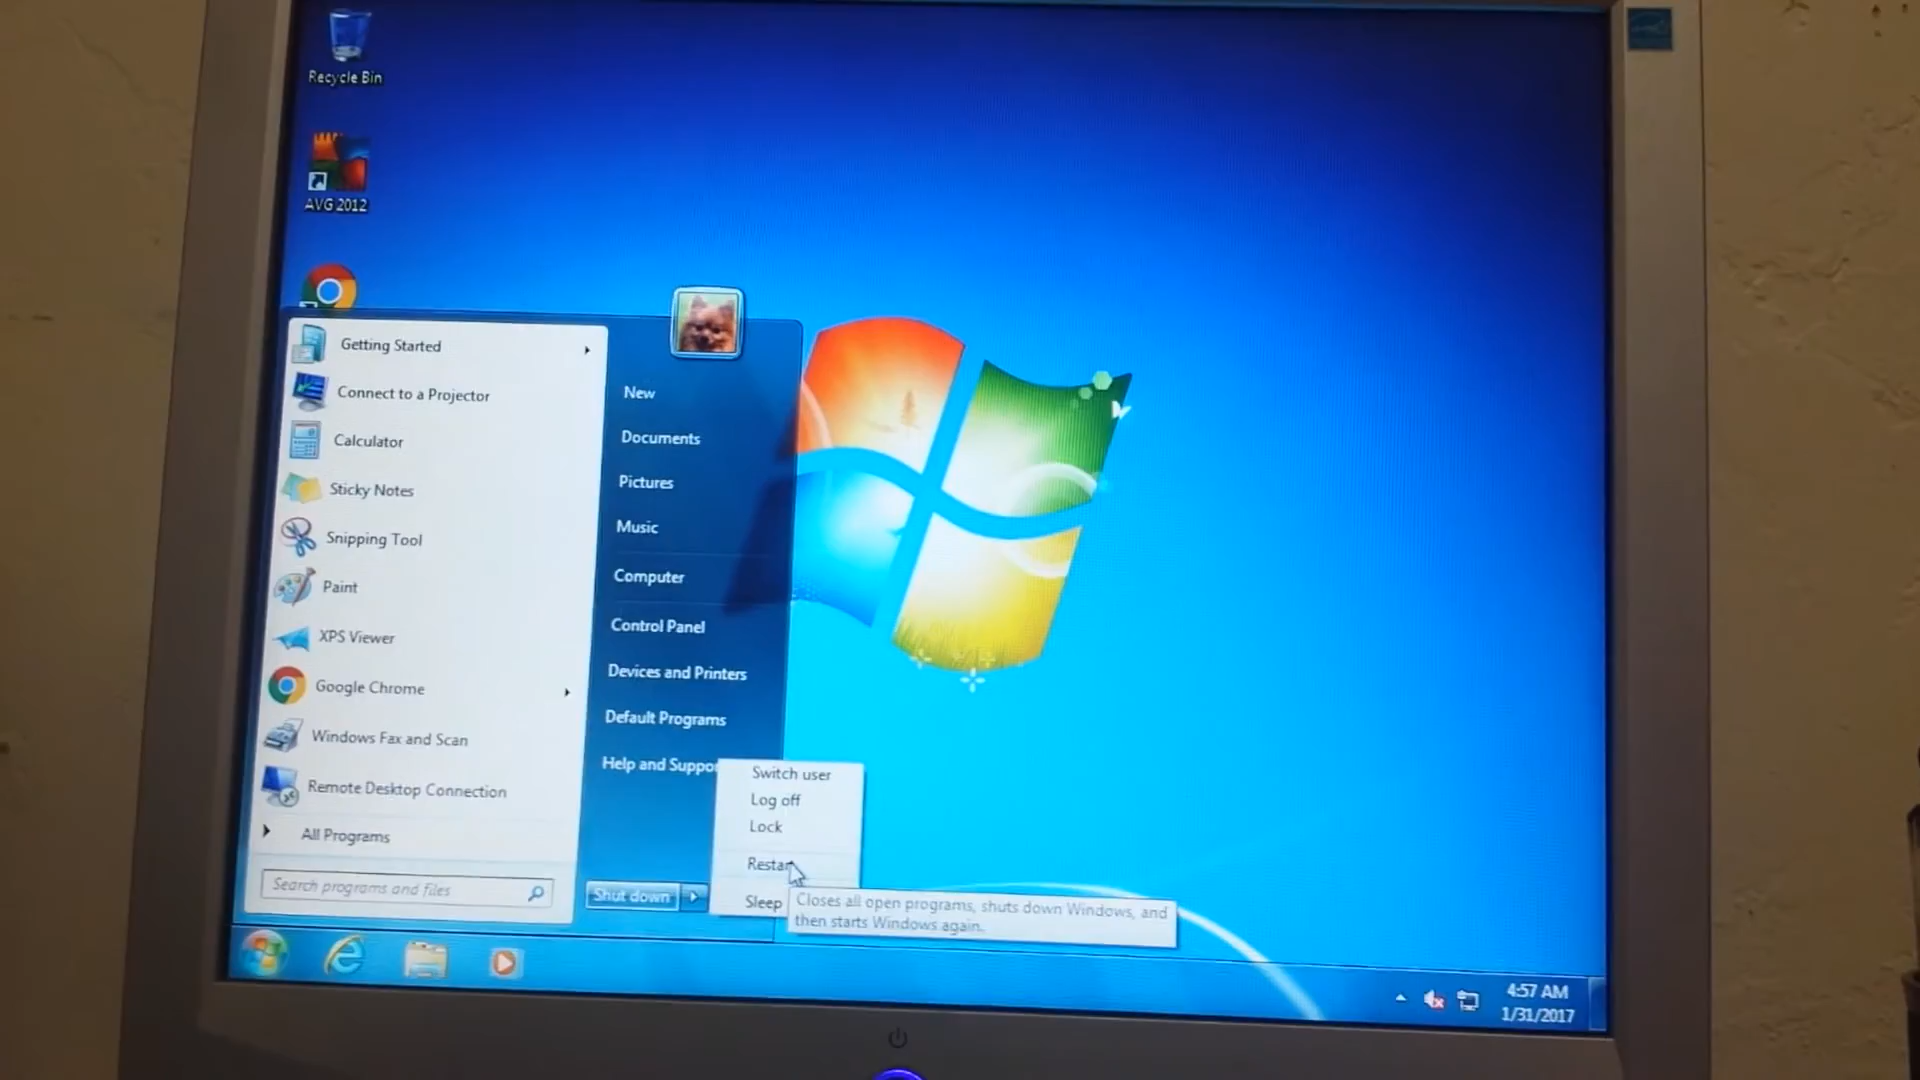 Recycle Bin
AVG 2012
Getting Started
Connect to a Projector
Calculator
Sticky Notes
Snipping Tool
Paint
XPS Viewer
Google Chrome
Windows Fax and Scan
Remote Desktop Connection
All Programs
Search programs and files
New
Documents
Pictures
Music
Computer
Control Panel
Devices and Printers
Default Programs
Help and Suppor
Shut down
Switch user
Log off
Lock
Restart
Sleep
Closes all open programs, shuts down Windows, and
then starts Windows again.
4:57 AM
1/31/2017